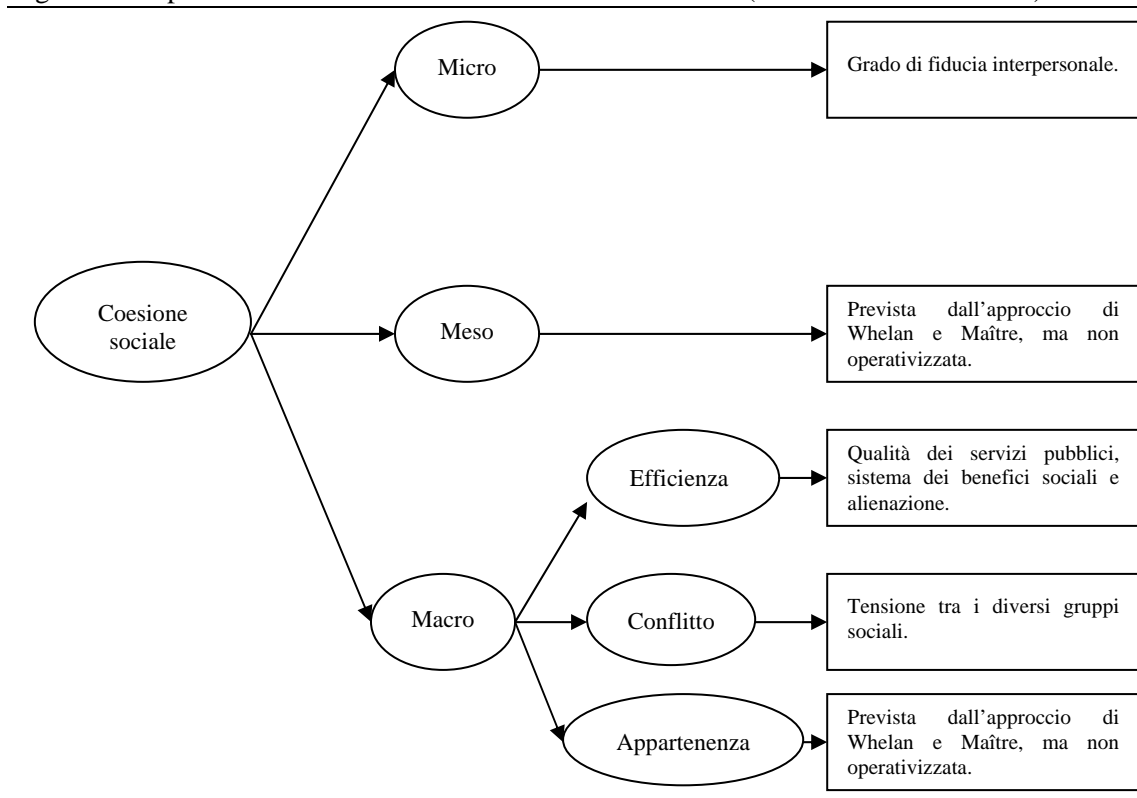 Micro
Grado di fiducia interpersonale.
Coesione
sociale
Meso
Prevista dall’approccio di
Whelan e Maître, ma non
operativizzata.
Efficienza
Qualità dei servizi pubblici,
sistema dei benefici sociali e
alienazione.
Macro
Conflitto
Tensione tra i diversi gruppi
sociali.
Appartenenza
Prevista dall’approccio di
Whelan e Maître, ma non
operativizzata.